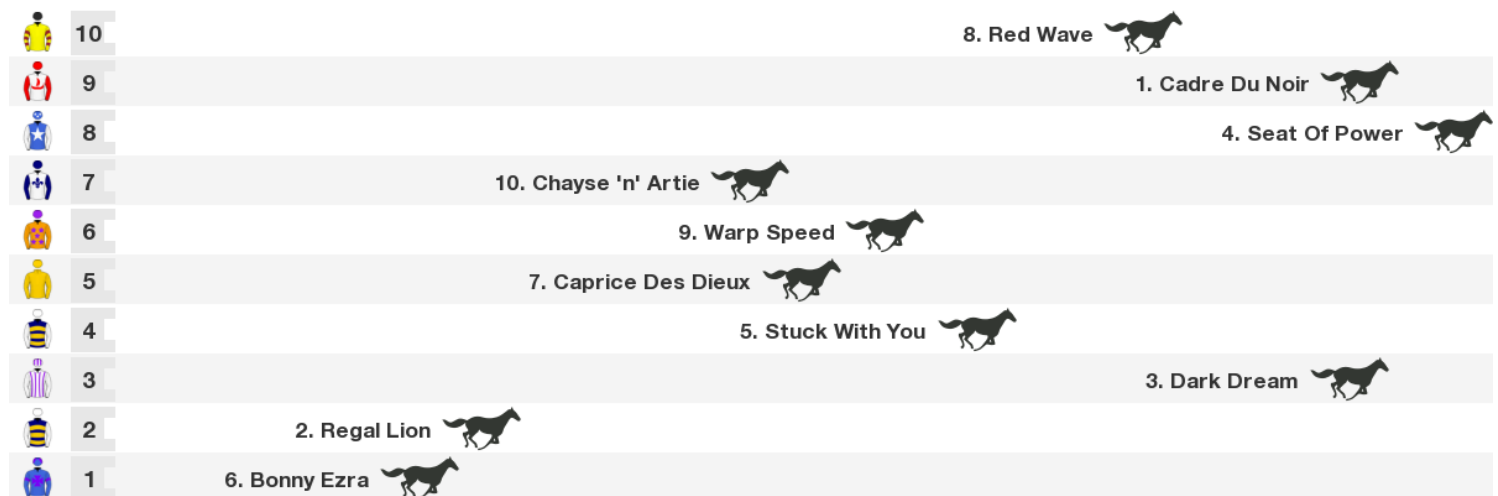 10 8. Red Wave
9 1. Cadre Du Noir
8 4. Seat Of Power
7 10. Chayse 'n' Artie
6 9. Warp Speed
5 7. Caprice Des Dieux
4 5. Stuck With You
3 3. Dark Dream
2 2. Regal Lion
1 6. Bonny Ezra